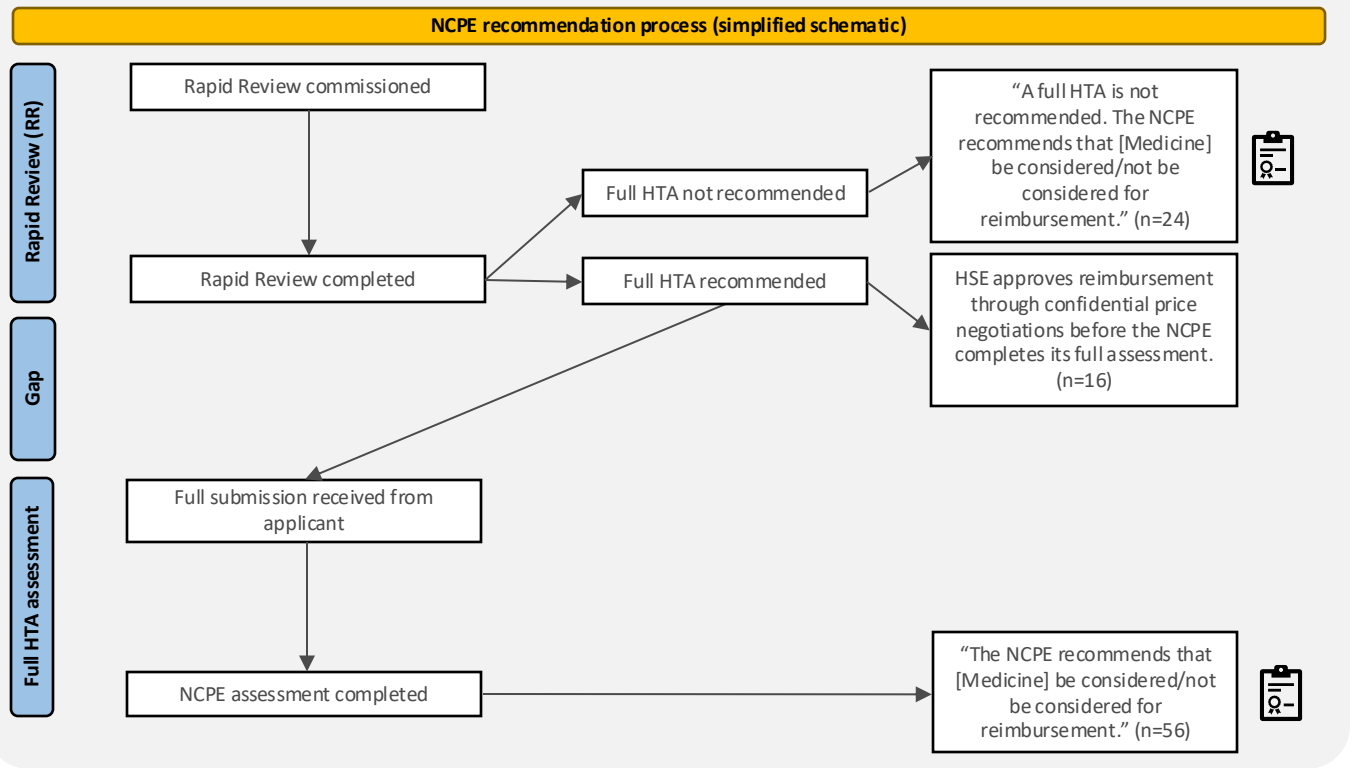 NCPE recommendation process (simplified schematic)
Rapid Review (RR)
Rapid Review commissioned
“A full HTA is not
recommended. The NCPE
recommends that [Medicine]
be considered/not be
considered for
reimbursement.” (n=24)
Full HTA not recommended
Rapid Review completed
Full HTA recommended
HSE approves reimbursement
through confidential price
negotiations before the NCPE
completes its full assessment.
(n=16)
Gap
Full HTA assessment
Full submission received from
applicant
NCPE assessment completed
“The NCPE recommends that
[Medicine] be considered/not
be considered for
reimbursement.” (n=56)